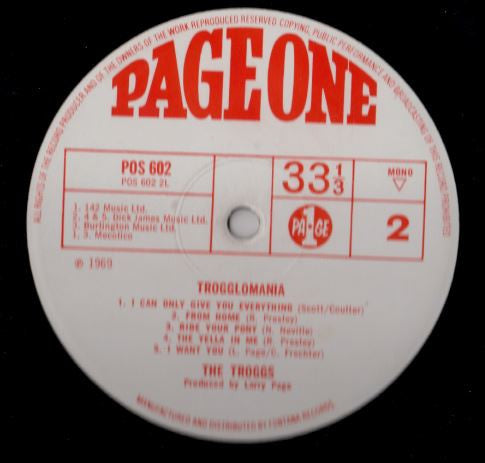 ALL RIGHTS OF THE RECORD PRODUCER AND OF THE OWNERS OF THE WORK REPRODUCED RESERVED COPYING, PUBLIC PERFORMANCE AND BROADCASTING OF THIS RECORD PROHIBITED
PAGE ONE
POS 602
POS 602 2L
33 1/3
MONO
1. 142 Music Ltd.
2. 4 & 5. Dick James Music Ltd.
Burlington Music Ltd.
3. Mecolico
PA-GE
1
2
℗ 1969
TROGGLOMANIA
1. I CAN ONLY GIVE YOU EVERYTHING (Scott/Coulter)
2. FROM HOME (R. Presley)
3. RIDE YOUR PONY (N. Neville)
4. THE YELLA IN ME (R. Presley)
5. I WANT YOU (L. Page/C. Frechter)
THE TROGGS
Produced by Larry Page
MANUFACTURED AND DISTRIBUTED BY FONTANA RECORDS